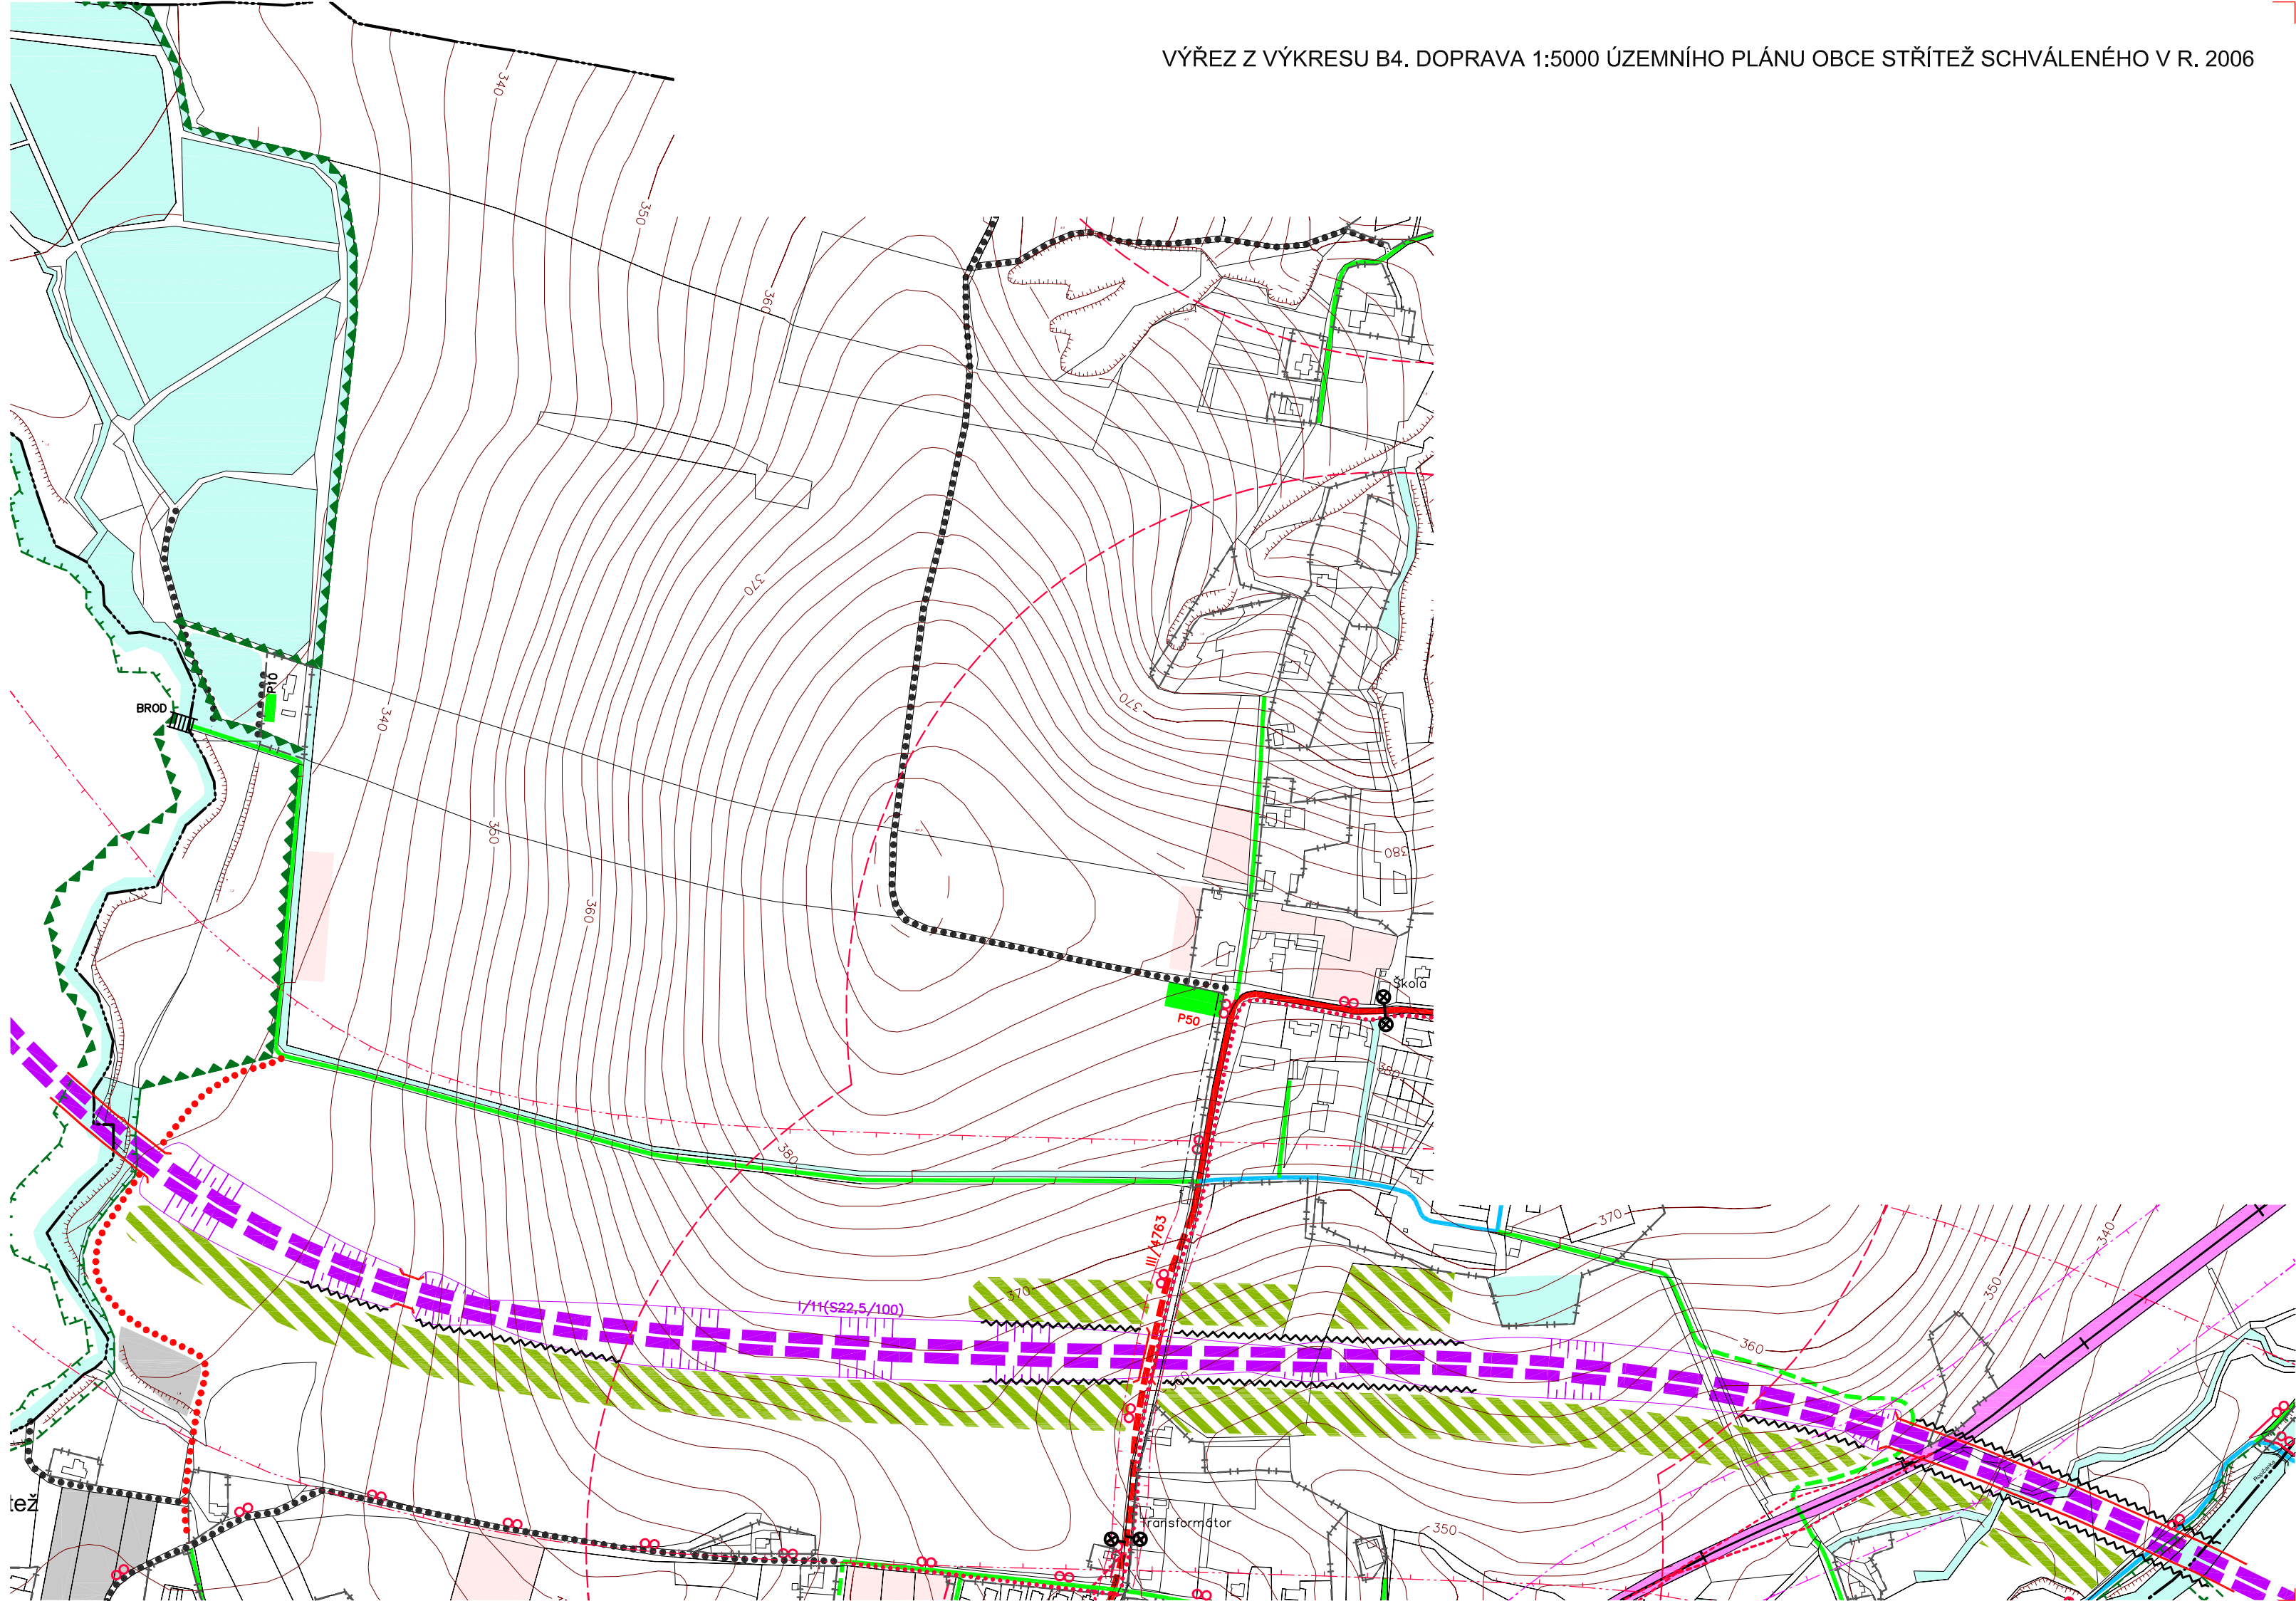 VÝŘEZ Z VÝKRESU B4. DOPRAVA 1:5000 ÚZEMNÍHO PLÁNU OBCE STŘÍTEŽ SCHVÁLENÉHO V R. 2006
340
350
360
370
P10
BROD
340
370
350
380
360
Škola
P50
380
380
III/4763
370
340
350
370
I/11(S22,5/100)
360
tež
Transformátor
350